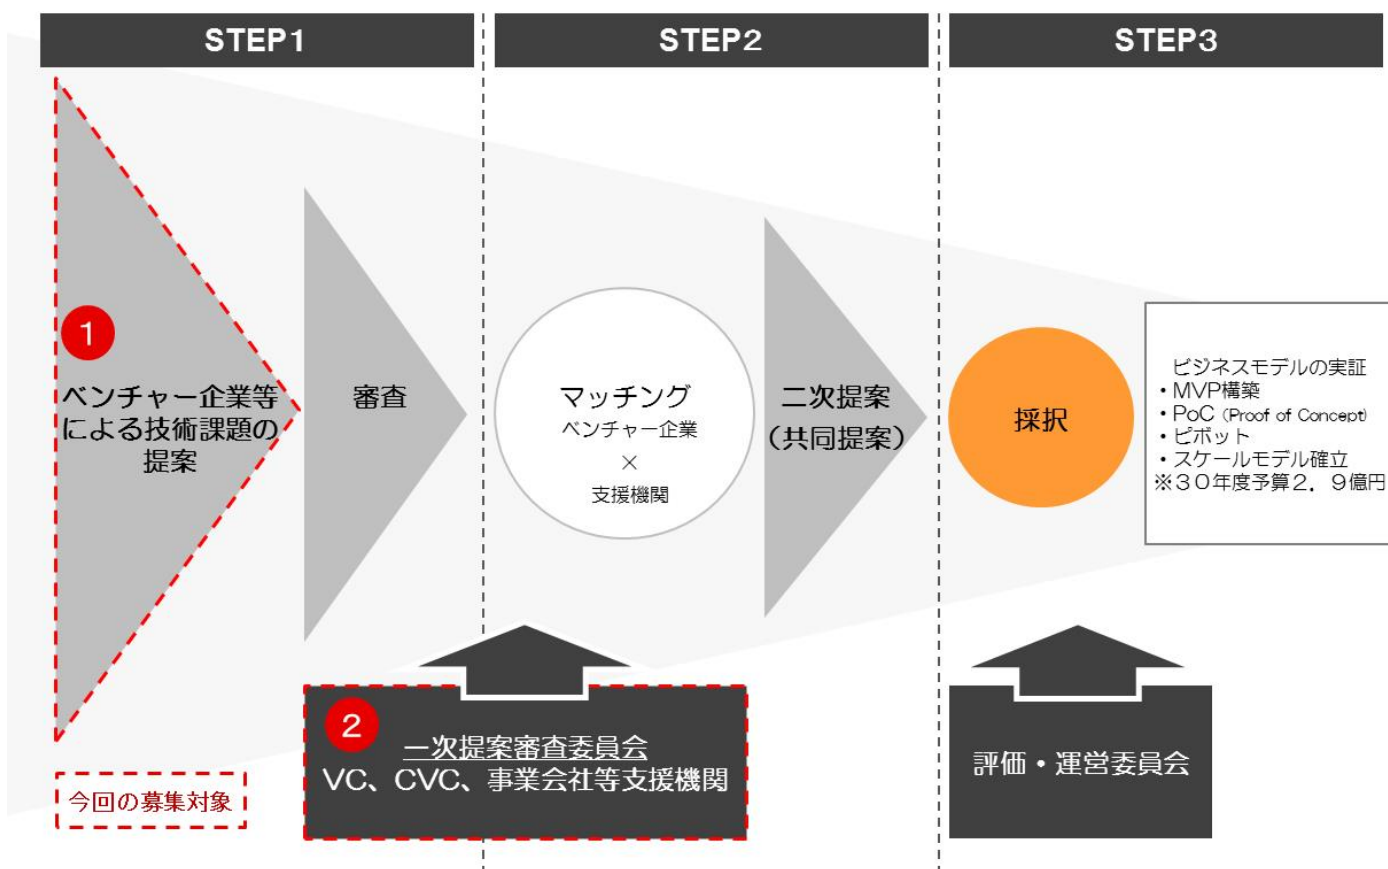 STEP1
STEP2
STEP3
1
ベンチャー企業等
による技術課題の
提案
審査
マッチング
ベンチャー企業
×
支援機関
二次提案
（共同提案）
採択
ビジネスモデルの実証
・MVP構築
・PoC（Proof of Concept）
・ピボット
・スケールモデル確立
※３０年度予算２．９億円
2
一次提案審査委員会
VC、CVC、事業会社等支援機関
評価・運営委員会
今回の募集対象